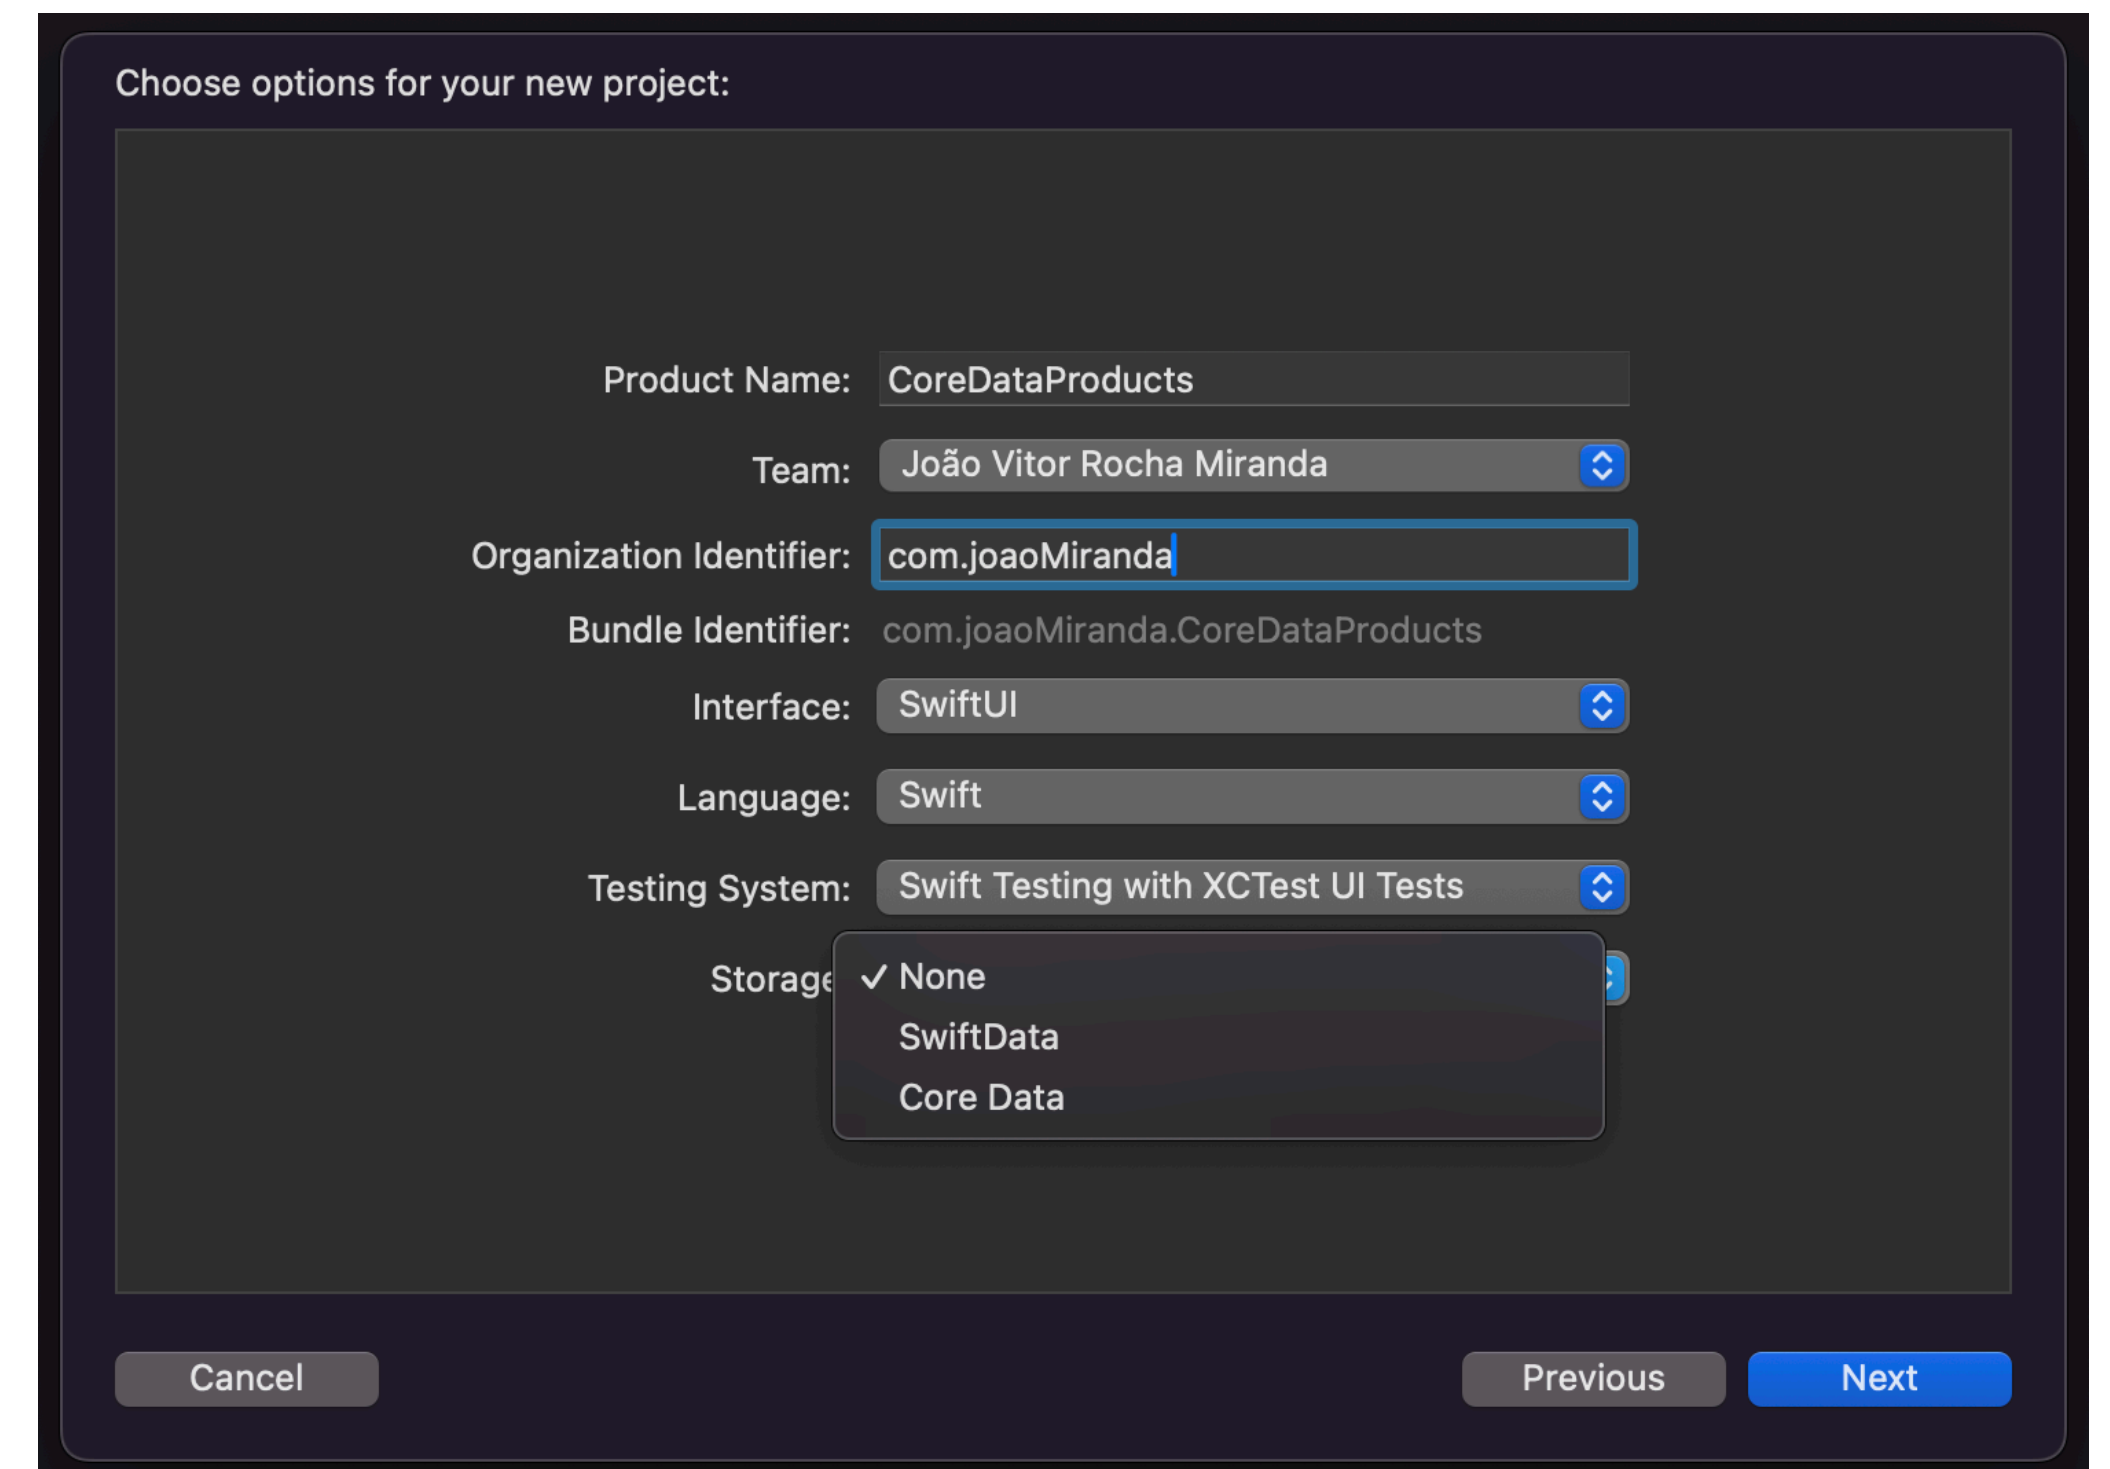 Choose options for your new project:
Product Name: CoreDataProducts
Team: João Vitor Rocha Miranda
Organization Identifier: com.joaoMiranda
Bundle Identifier: com.joaoMiranda.CoreDataProducts
Interface: SwiftUI
Language: Swift
Testing System: Swift Testing with XCTest UI Tests
Storage ✓ None
SwiftData
Core Data
Cancel Previous Next